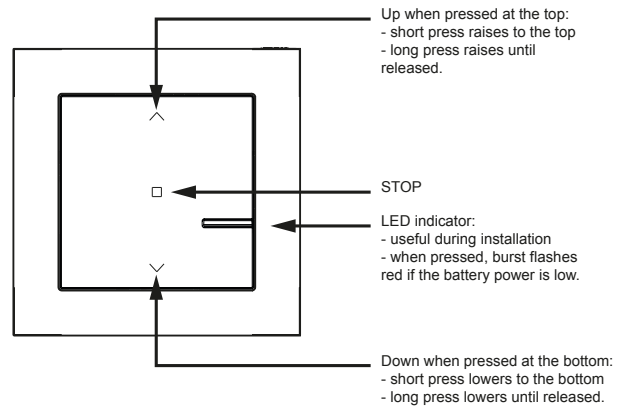 Up when pressed at the top:
- short press raises to the top
- long press raises until
released.
STOP
LED indicator:
- useful during installation
- when pressed, burst flashes
red if the battery power is low.
Down when pressed at the bottom:
- short press lowers to the bottom
- long press lowers until released.